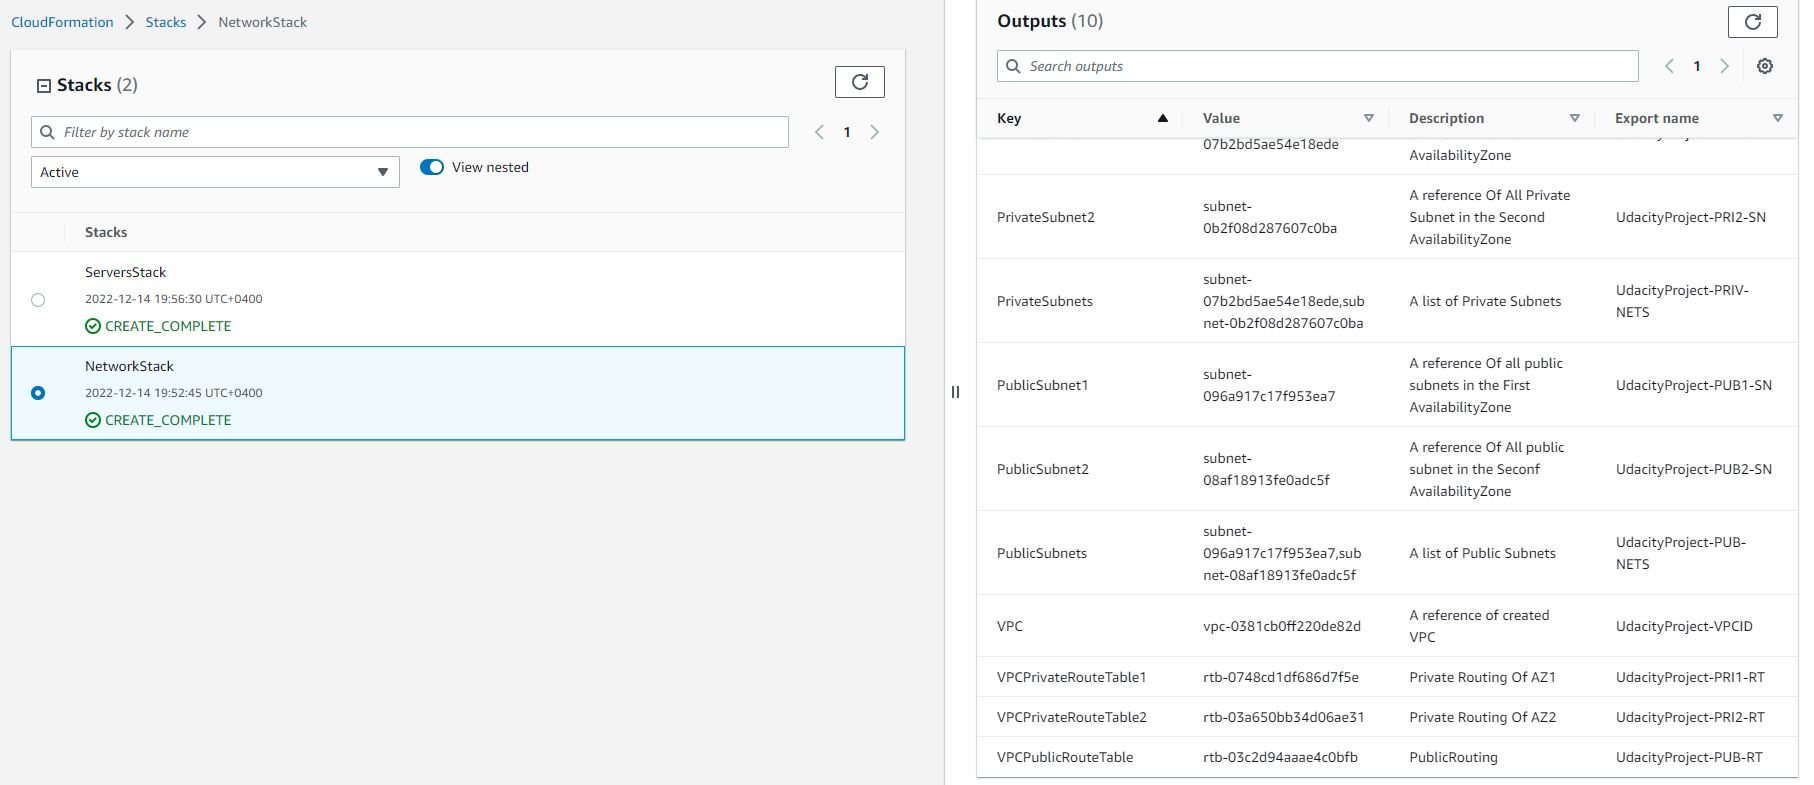 CloudFormation > Stacks > NetworkStack
Stacks (2)
Filter by stack name
1
Active
View nested
Stacks
ServersStack
2022-12-14 19:56:30 UTC+0400
CREATE_COMPLETE
NetworkStack
2022-12-14 19:52:45 UTC+0400
CREATE_COMPLETE
Outputs (10)
Search outputs
1
Key Value Description Export name
07b2bd5ae54e18ede
AvailabilityZone
PrivateSubnet2
subnet-
0b2f08d287607c0ba
A reference Of All Private
Subnet in the Second
AvailabilityZone
UdacityProject-PRI2-SN
PrivateSubnets
subnet-
07b2bd5ae54e18ede,sub
net-0b2f08d287607c0ba
A list of Private Subnets
UdacityProject-PRIV-
NETS
PublicSubnet1
subnet-
096a917c17f953ea7
A reference Of all public
subnets in the First
AvailabilityZone
UdacityProject-PUB1-SN
PublicSubnet2
subnet-
08af18913fe0adc5f
A reference Of All public
subnet in the Seconf
AvailabilityZone
UdacityProject-PUB2-SN
PublicSubnets
subnet-
096a917c17f953ea7,sub
net-08af18913fe0adc5f
A list of Public Subnets
UdacityProject-PUB-
NETS
VPC
vpc-0381cb0ff220de82d
A reference of created
VPC
UdacityProject-VPCID
VPCPrivateRouteTable1
rtb-0748cd1df686d7f5e
Private Routing Of AZ1
UdacityProject-PRI1-RT
VPCPrivateRouteTable2
rtb-03a650bb34d06ae31
Private Routing Of AZ2
UdacityProject-PRI2-RT
VPCPublicRouteTable
rtb-03c2d94aaae4c0bfb
PublicRouting
UdacityProject-PUB-RT